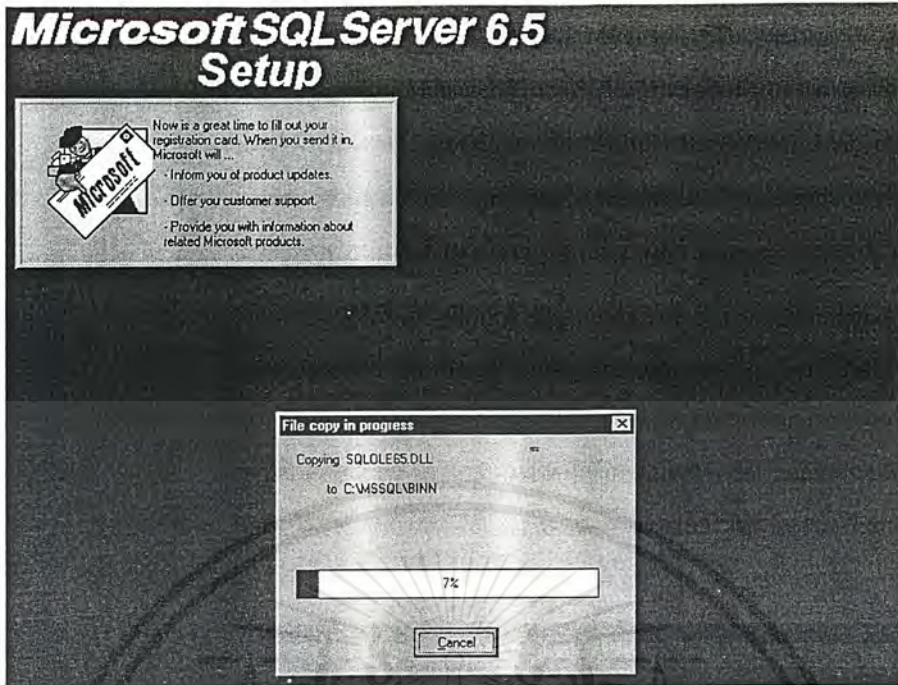 Microsoft SQL Server 6.5
Setup
Now is a great time to fill out your
registration card. When you send it in,
Microsoft will ...
· Inform you of product updates.
· Offer you customer support.
· Provide you with information about
related Microsoft products.
Microsoft
File copy in progress
Copying SQLOLE65.DLL
to C:\MSSQL\BINN
7%
Cancel